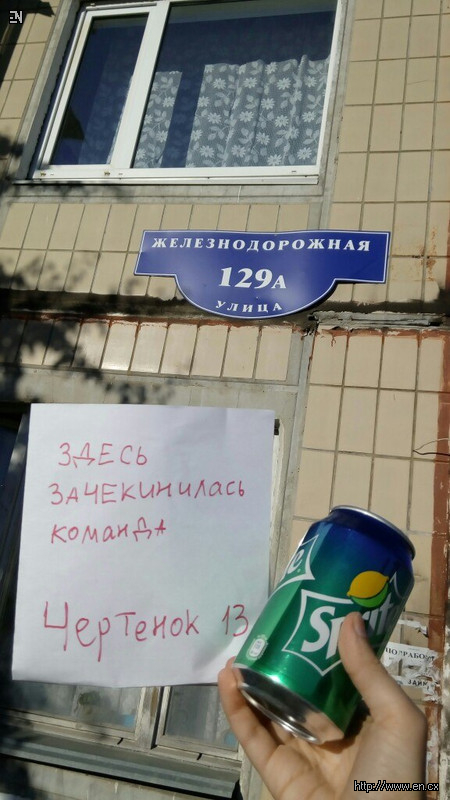 EN
ЖЕЛЕЗНОДОРОЖНАЯ
129А
УЛИЦА
ЗДЕСЬ
ЗАЧЕКИНИЛАСЬ
КОМАНДА
Чертенок 13
Sprite
http://www.en.cx